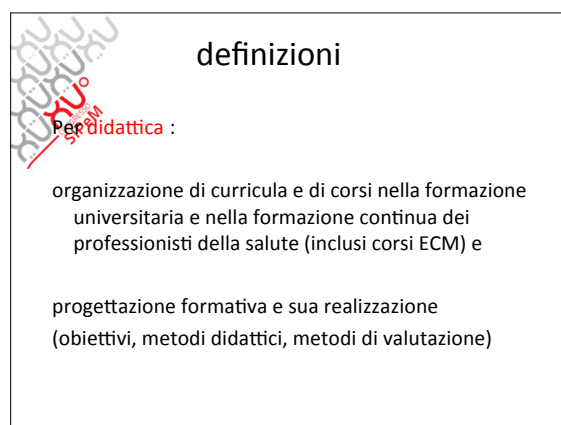 definizioni
Per didattica :
organizzazione di curricula e di corsi nella formazione
universitaria e nella formazione continua dei
professionisti della salute (inclusi corsi ECM) e
progettazione formativa e sua realizzazione
(obiettivi, metodi didattici, metodi di valutazione)